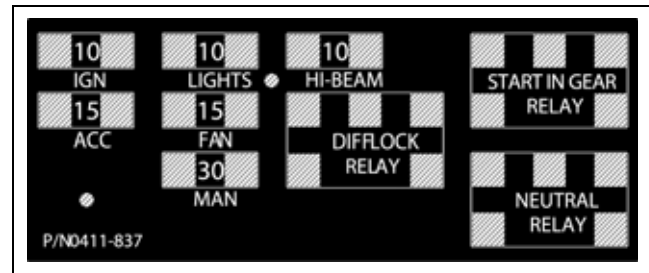 10 10 10
IGN LIGHTS HI-BEAM
START IN GEAR
RELAY
15 15
ACC FAN
DIFFLOCK
RELAY
30
MAN
NEUTRAL
RELAY
P/N0411-837